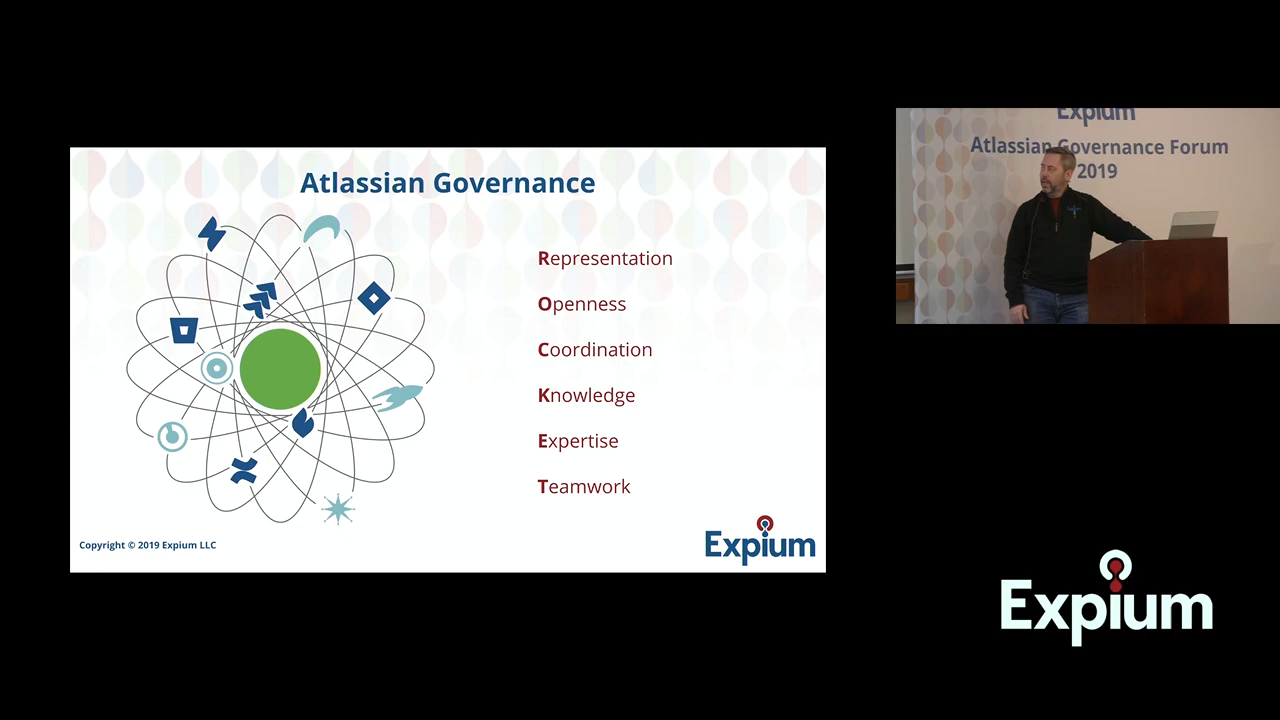 Atlassian Governance
Representation
Openness
Coordination
Knowledge
Expertise
Teamwork
Copyright © 2019 Expium LLC
Expium
Expium
Atlassian Governance Forum
2019
Expium